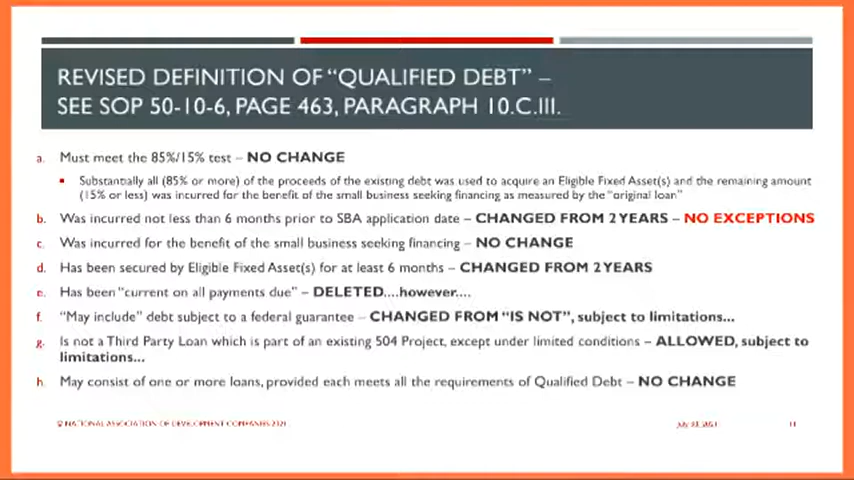 REVISED DEFINITION OF “QUALIFIED DEBT” –
SEE SOP 50-10-6, PAGE 463, PARAGRAPH 10.C.III.
a. Must meet the 85%/15% test – NO CHANGE
▪ Substantially all (85% or more) of the proceeds of the existing debt was used to acquire an Eligible Fixed Asset(s) and the remaining amount
(15% or less) was incurred for the benefit of the small business seeking financing as measured by the “original loan”
b. Was incurred not less than 6 months prior to SBA application date – CHANGED FROM 2 YEARS – NO EXCEPTIONS
c. Was incurred for the benefit of the small business seeking financing – NO CHANGE
d. Has been secured by Eligible Fixed Asset(s) for at least 6 months – CHANGED FROM 2 YEARS
e. Has been “current on all payments due” – DELETED....however....
f. “May include” debt subject to a federal guarantee – CHANGED FROM “IS NOT”, subject to limitations...
g. Is not a Third Party Loan which is part of an existing 504 Project, except under limited conditions – ALLOWED, subject to
limitations...
h. May consist of one or more loans, provided each meets all the requirements of Qualified Debt – NO CHANGE
© NATIONAL ASSOCIATION OF DEVELOPMENT COMPANIES 2021
July 2021
11